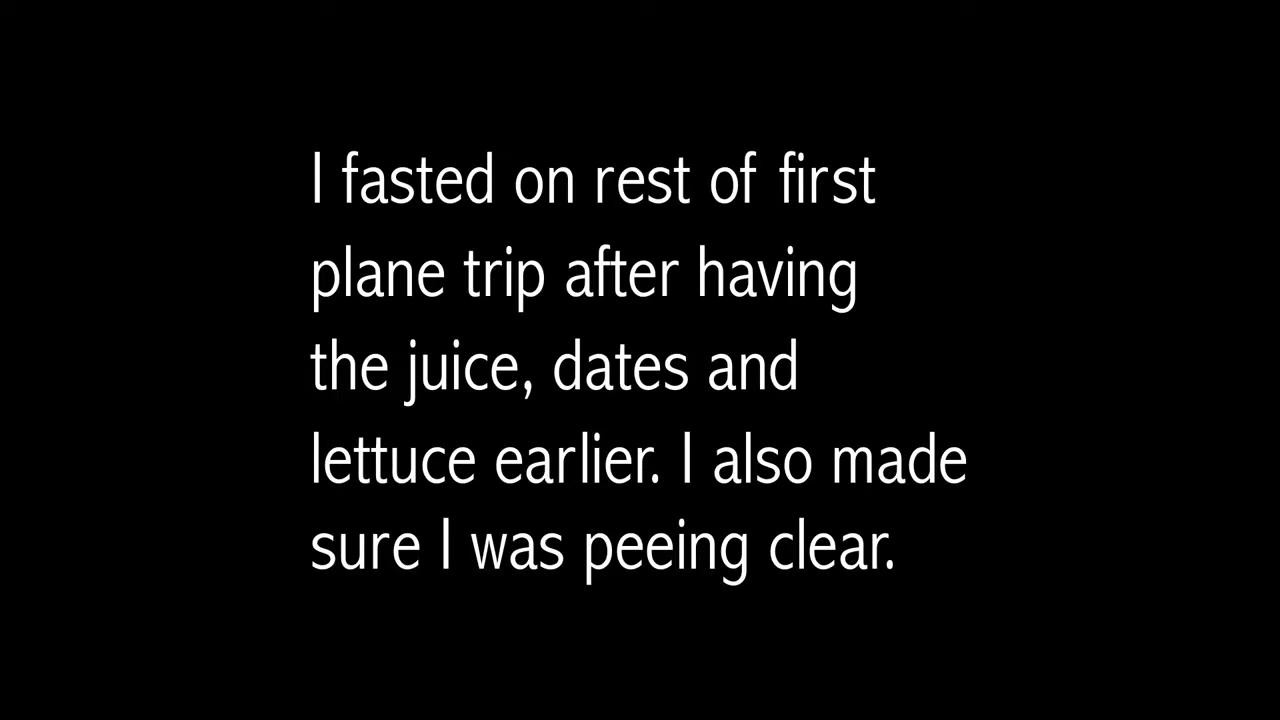 I fasted on rest of first
plane trip after having
the juice, dates and
lettuce earlier. I also made
sure I was peeing clear.